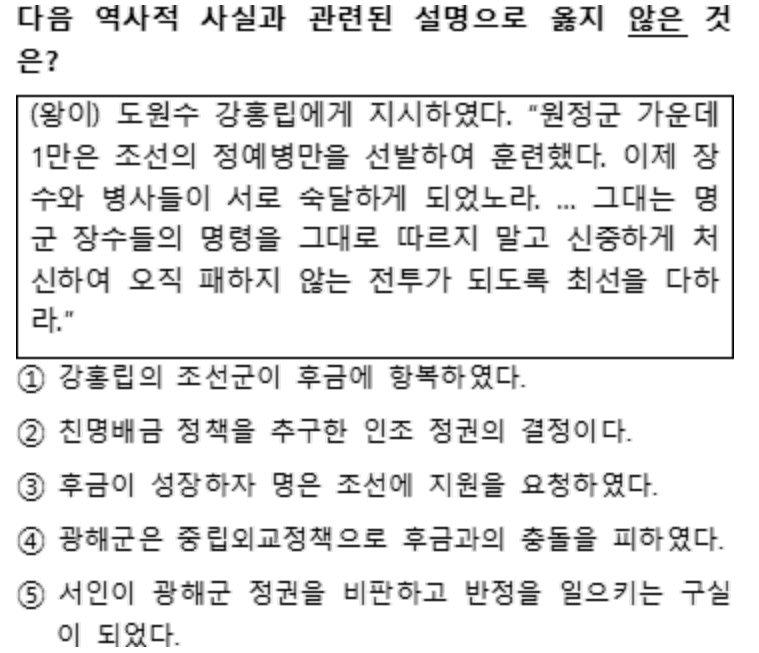 다음 역사적 사실과 관련된 설명으로 옳지 않은 것
은?
(왕이) 도원수 강홍립에게 지시하였다. "원정군 가운데
1만은 조선의 정예병만을 선발하여 훈련했다. 이제 장
수와 병사들이 서로 숙달하게 되었노라. ... 그대는 명
군 장수들의 명령을 그대로 따르지 말고 신중하게 처
신하여 오직 패하지 않는 전투가 되도록 최선을 다하
라."
① 강홍립의 조선군이 후금에 항복하였다.
② 친명배금 정책을 추구한 인조 정권의 결정이다.
③ 후금이 성장하자 명은 조선에 지원을 요청하였다.
④ 광해군은 중립외교정책으로 후금과의 충돌을 피하였다.
⑤ 서인이 광해군 정권을 비판하고 반정을 일으키는 구실
이 되었다.